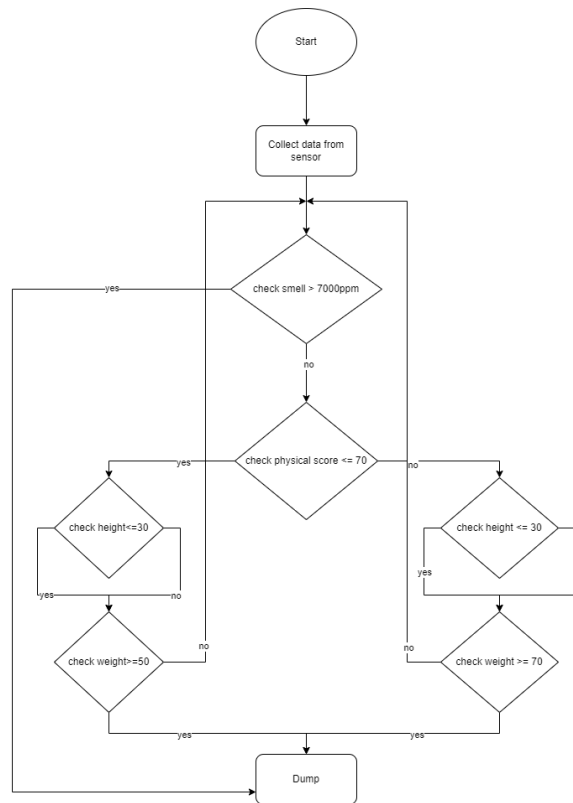 Start
Collect data from
sensor
check smell > 7000ppm
yes
no
check physical score <= 70
yes
no
check height<=30
check height <= 30
yes
no
yes
check weight>=50
no
check weight >= 70
no
yes
yes
Dump